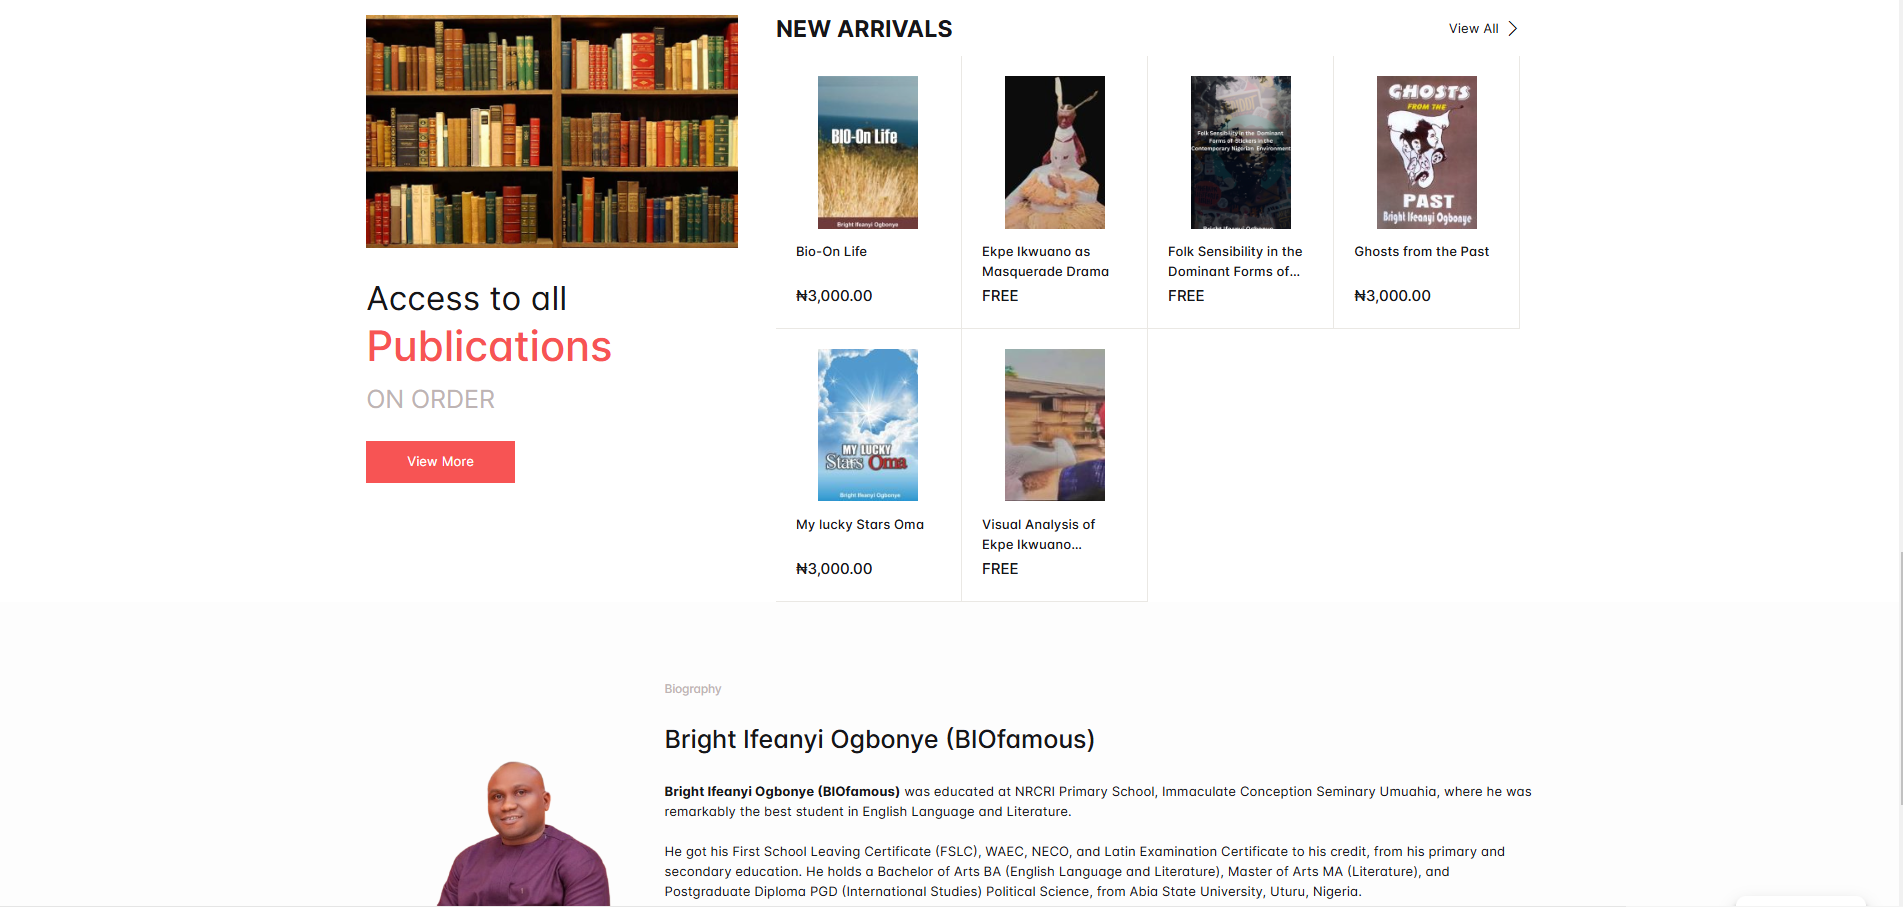 NEW ARRIVALS
View All
BIO-On Life
Bright Ifeanyi Ogbonye
Folk Sensibility in the Dominant
Forms of Stickers in the
Contemporary Nigerian Environment
Bright Ifeanyi Ogbonye
GHOSTS
FROM THE
PAST
Bright Ifeanyi Ogbonye
Bio-On Life
₦3,000.00
Ekpe Ikwuano as
Masquerade Drama
FREE
Folk Sensibility in the
Dominant Forms of...
FREE
Ghosts from the Past
₦3,000.00
Access to all
Publications
ON ORDER
View More
MY LUCKY
Stars Oma
Bright Ifeanyi Ogbonye
My lucky Stars Oma
₦3,000.00
Visual Analysis of
Ekpe Ikwuano...
FREE
Biography
Bright Ifeanyi Ogbonye (BIOfamous)
Bright Ifeanyi Ogbonye (BIOfamous) was educated at NRCRI Primary School, Immaculate Conception Seminary Umuahia, where he was
remarkably the best student in English Language and Literature.
He got his First School Leaving Certificate (FSLC), WAEC, NECO, and Latin Examination Certificate to his credit, from his primary and
secondary education. He holds a Bachelor of Arts BA (English Language and Literature), Master of Arts MA (Literature), and
Postgraduate Diploma PGD (International Studies) Political Science, from Abia State University, Uturu, Nigeria.